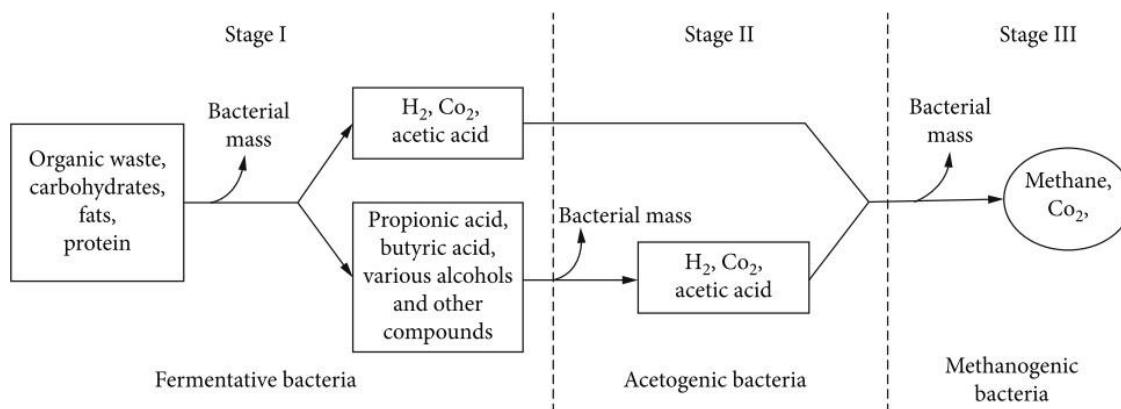 Stage I
Stage II
Stage III
Organic waste,
carbohydrates,
fats,
protein
Bacterial
mass
H₂, Co₂,
acetic acid
Propionic acid,
butyric acid,
various alcohols
and other
compounds
Bacterial mass
H₂, Co₂,
acetic acid
Bacterial
mass
Methane,
Co₂,
Fermentative bacteria
Acetogenic bacteria
Methanogenic
bacteria